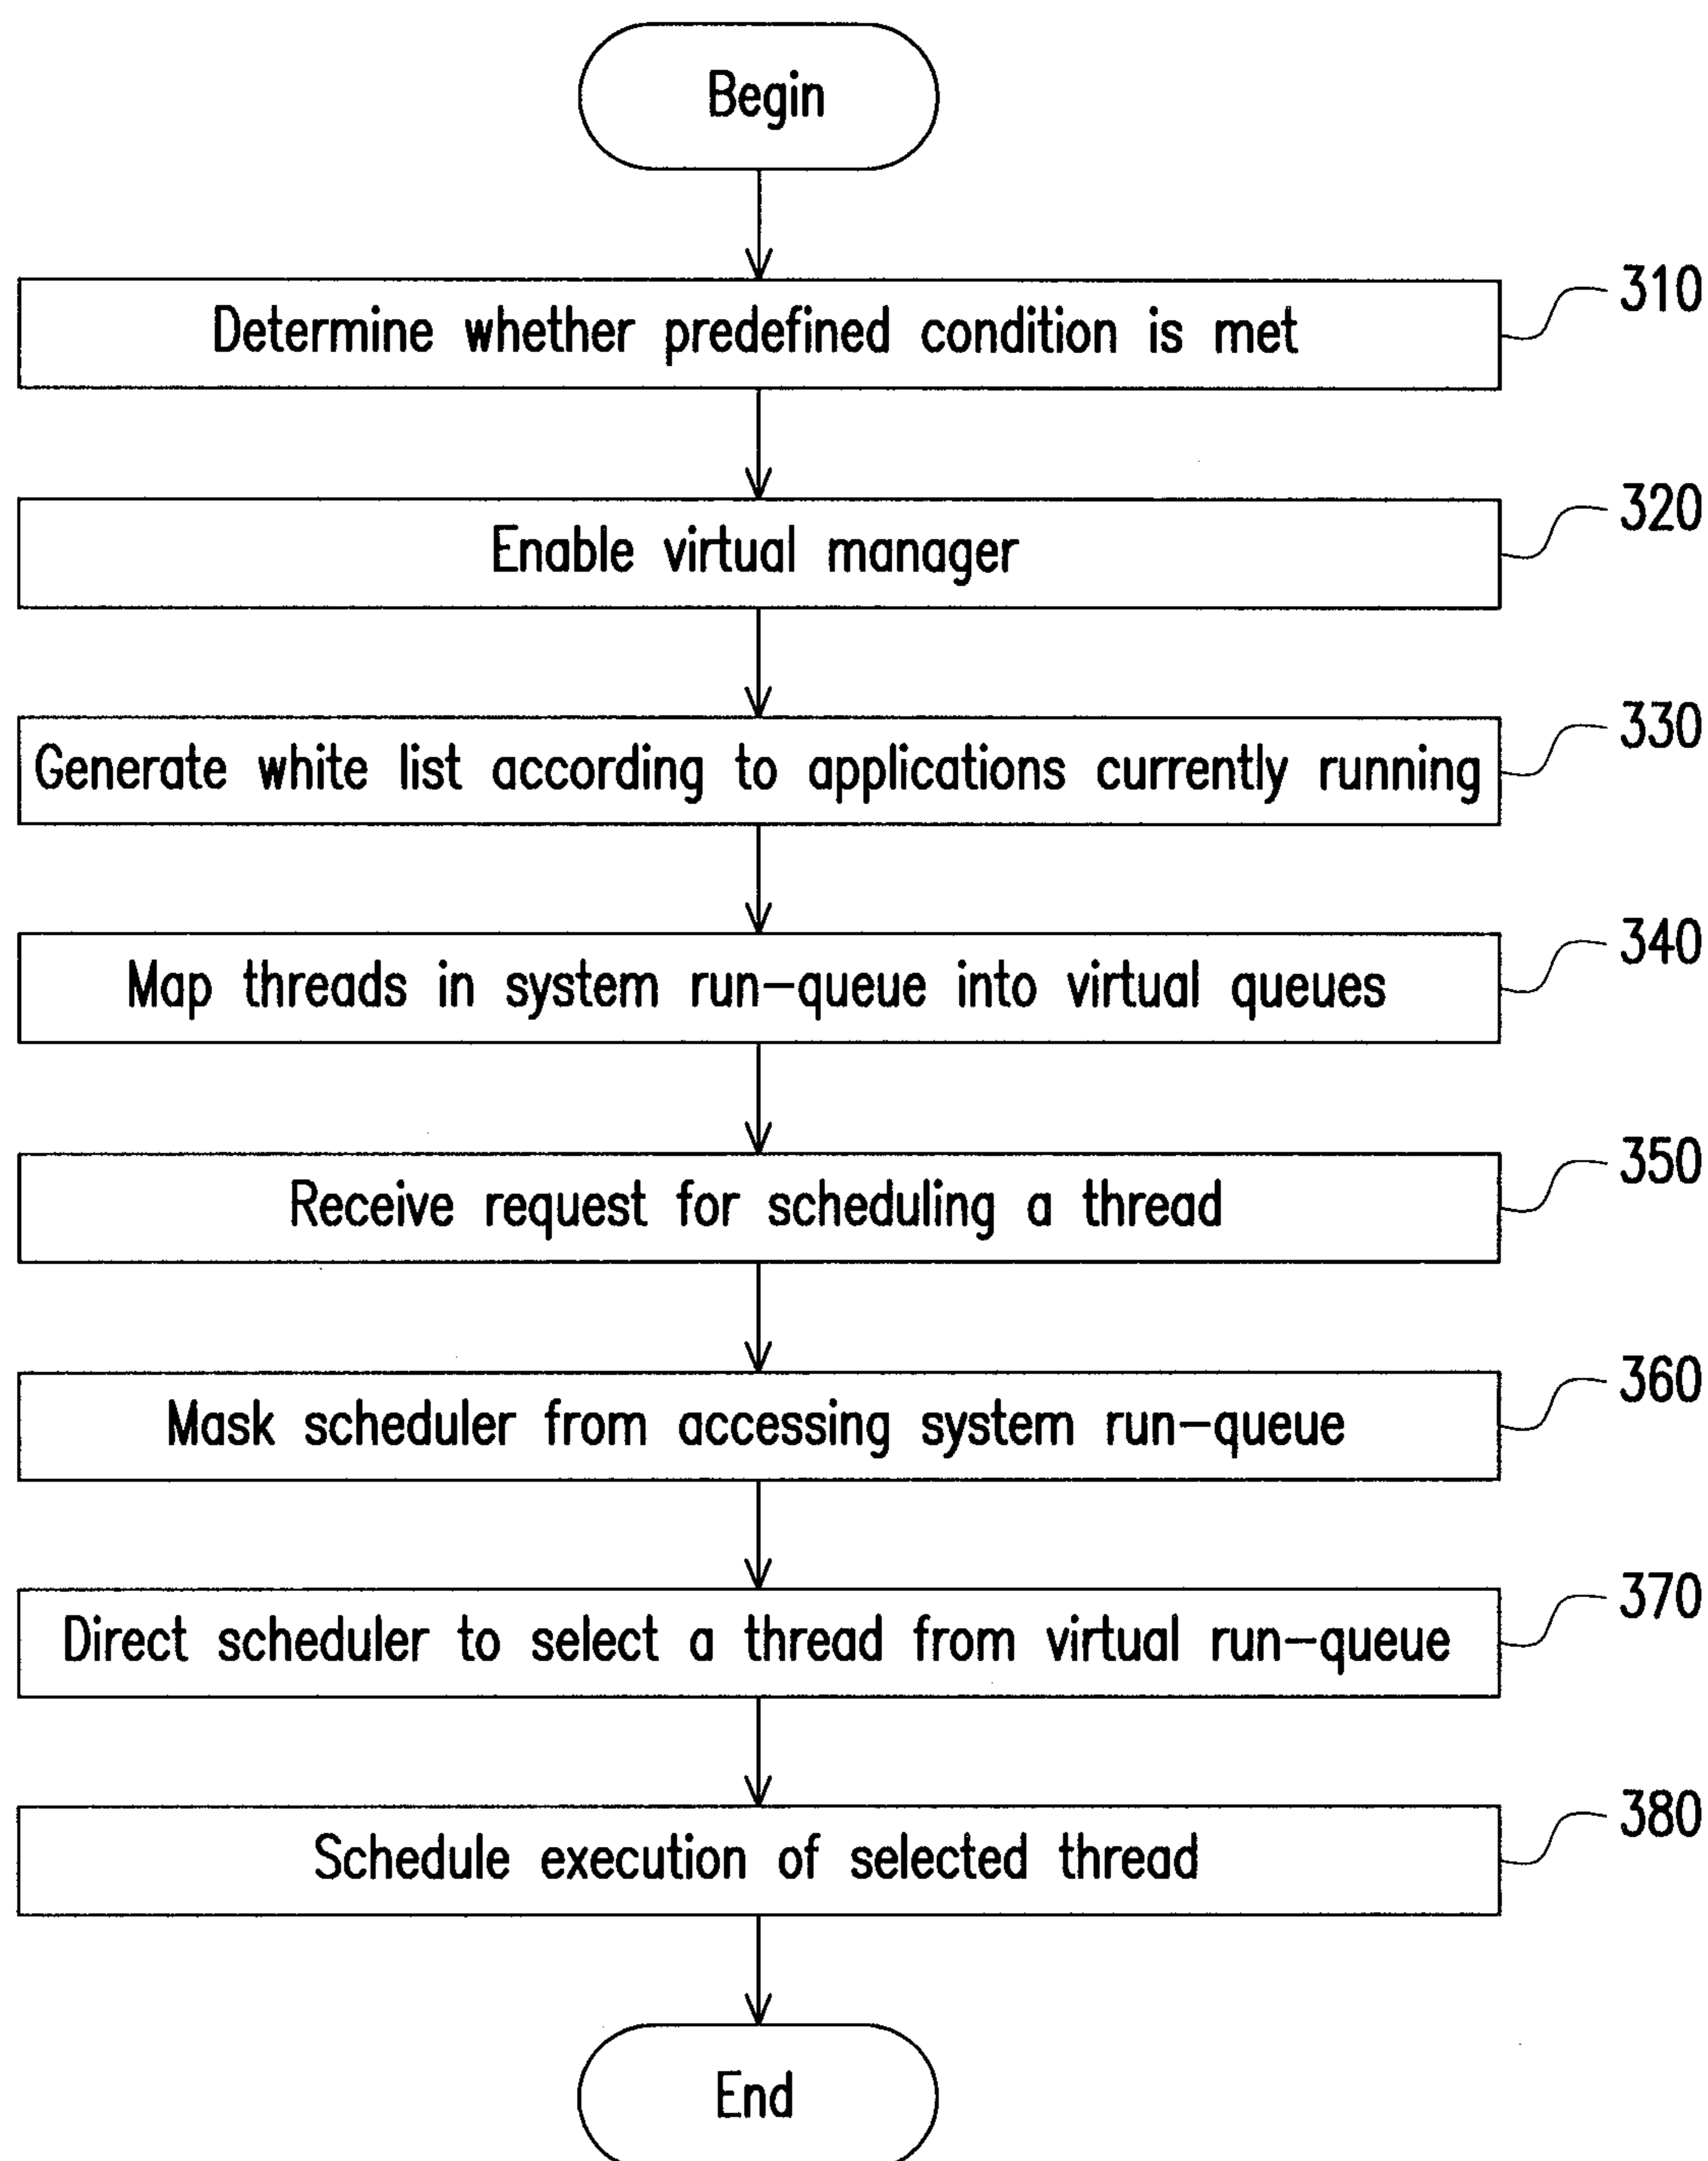 Begin
Determine whether predefined condition is met
310
Enable virtual manager
320
Generate white list according to applications currently running
330
Map threads in system run-queue into virtual queues
340
Receive request for scheduling a thread
350
Mask scheduler from accessing system run-queue
360
Direct scheduler to select a thread from virtual run-queue
370
Schedule execution of selected thread
380
End